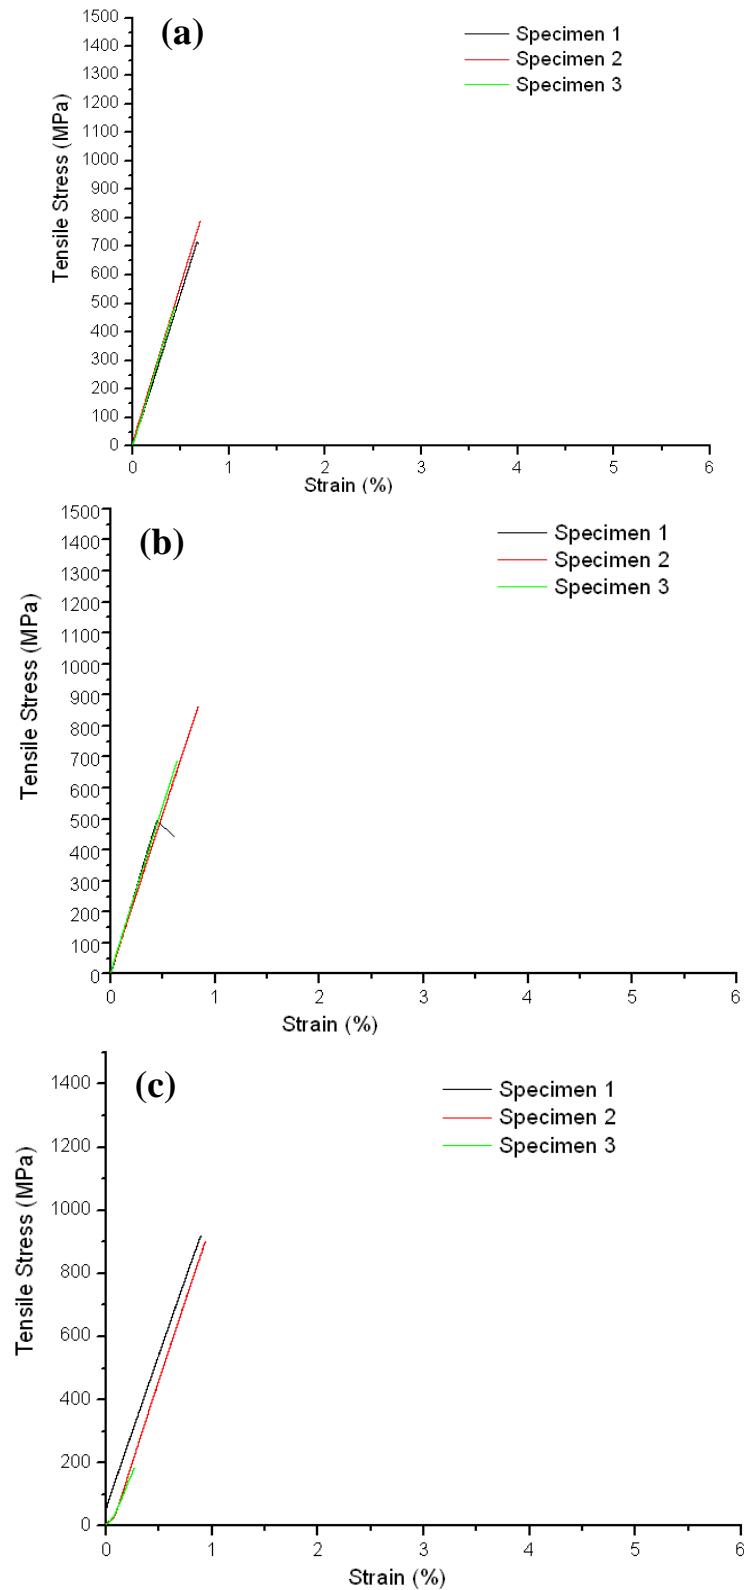 (a)
Specimen 1
Specimen 2
Specimen 3
Tensile Stress (MPa)
1500
1400
1300
1200
1100
1000
900
800
700
600
500
400
300
200
100
0
0 1 2 3 4 5 6
Strain (%)
(b)
Specimen 1
Specimen 2
Specimen 3
Tensile Stress (MPa)
1500
1400
1300
1200
1100
1000
900
800
700
600
500
400
300
200
100
0
0 1 2 3 4 5 6
Strain (%)
(c)
Specimen 1
Specimen 2
Specimen 3
Tensile Stress (MPa)
1400
1200
1000
800
600
400
200
0
0 1 2 3 4 5 6
Strain (%)